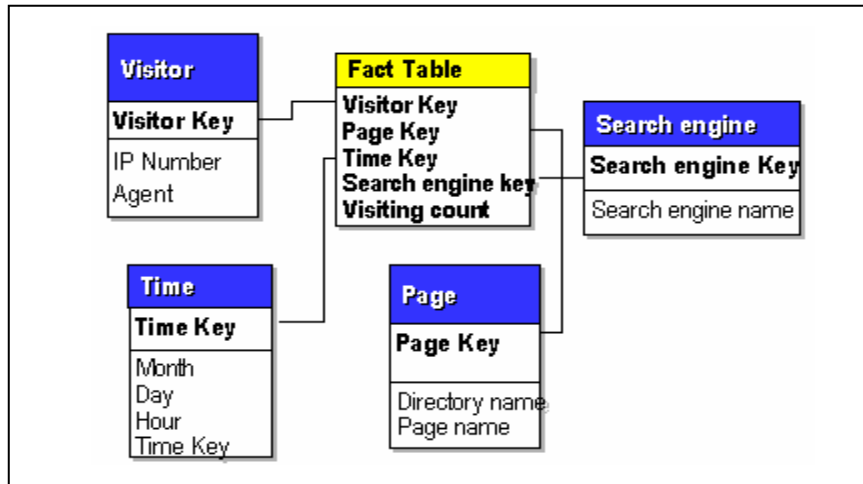 Visitor
Visitor Key
IP Number
Agent
Fact Table
Visitor Key
Page Key
Time Key
Search engine key
Visiting count
Search engine
Search engine Key
Search engine name
Time
Time Key
Month
Day
Hour
Time Key
Page
Page Key
Directory name
Page name